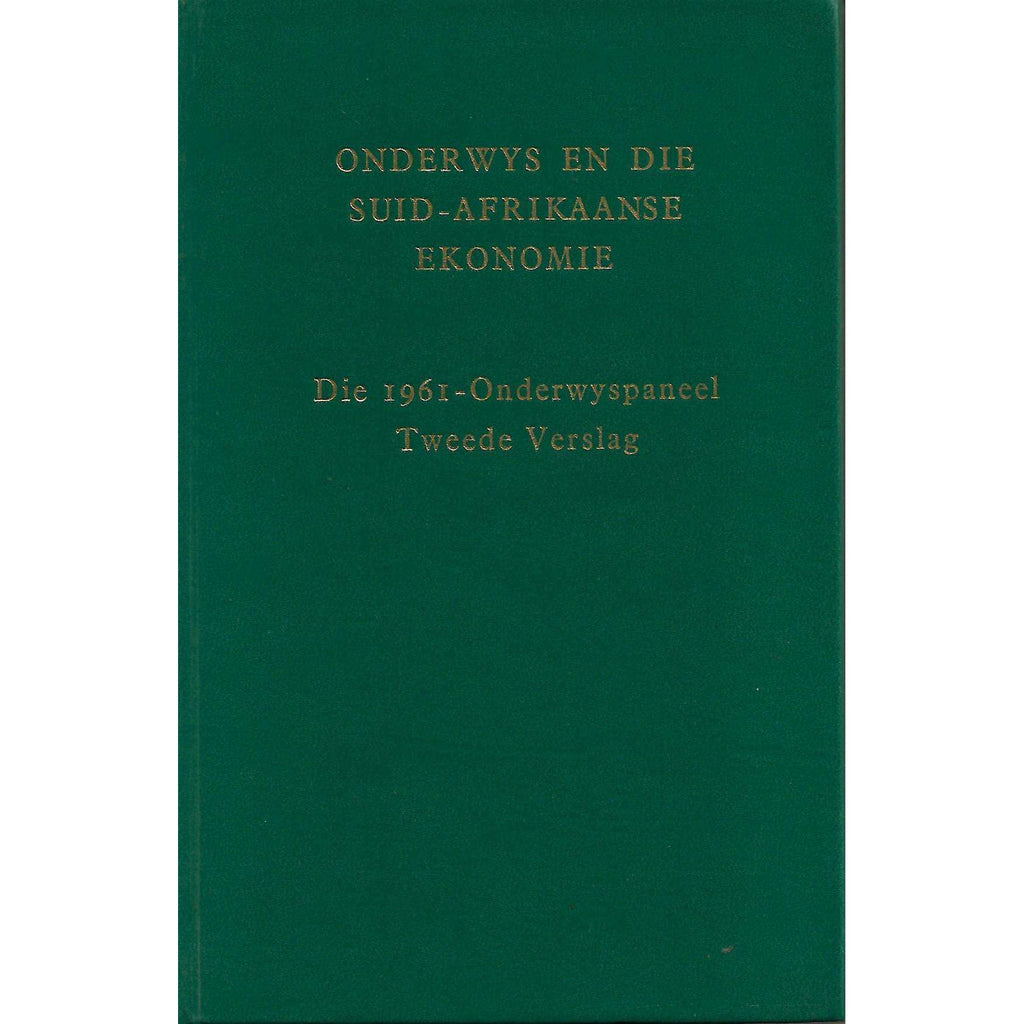 ONDERWYS EN DIE
SUID-AFRIKAANSE
EKONOMIE
Die 1961-Onderwyspaneel
Tweede Verslag